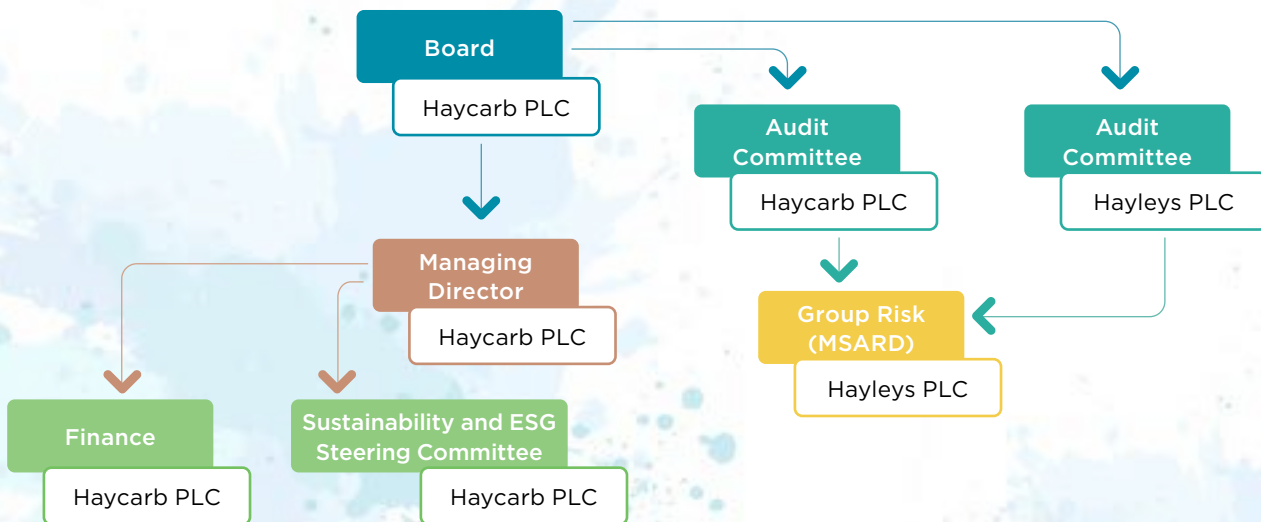 Board
Haycarb PLC
Audit
Committee
Haycarb PLC
Audit
Committee
Hayleys PLC
Managing
Director
Haycarb PLC
Group Risk
(MSARD)
Hayleys PLC
Finance
Haycarb PLC
Sustainability and ESG
Steering Committee
Haycarb PLC